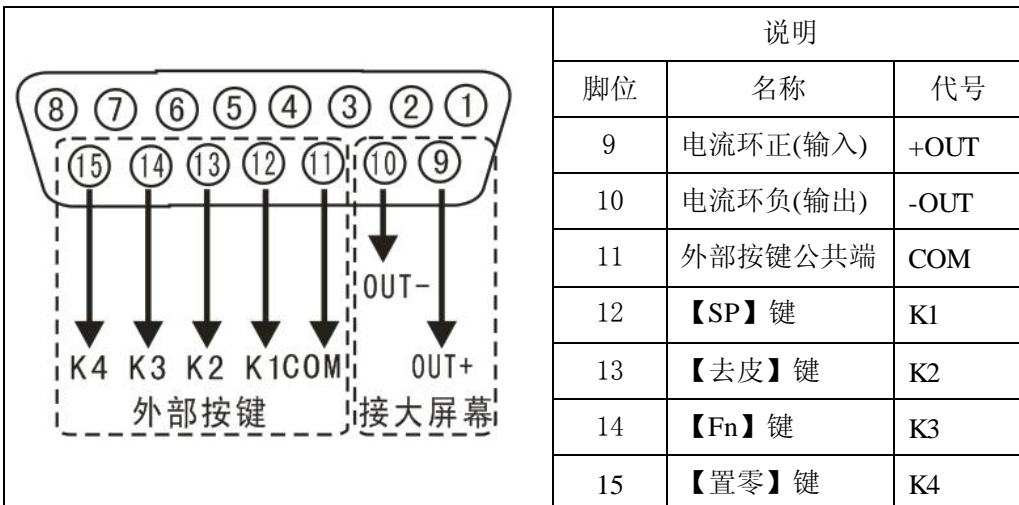 ⑧ ⑦ ⑥ ⑤ ④ ③ ② ①
⑮ ⑭ ⑬ ⑫ ⑪ ⑩ ⑨
OUT-
K4 K3 K2 K1COM OUT+
外部按键 接大屏幕
说明
脚位 名称 代号
9 电流环正(输入) +OUT
10 电流环负(输出) -OUT
11 外部按键公共端 COM
12 【SP】键 K1
13 【去皮】键 K2
14 【Fn】键 K3
15 【置零】键 K4